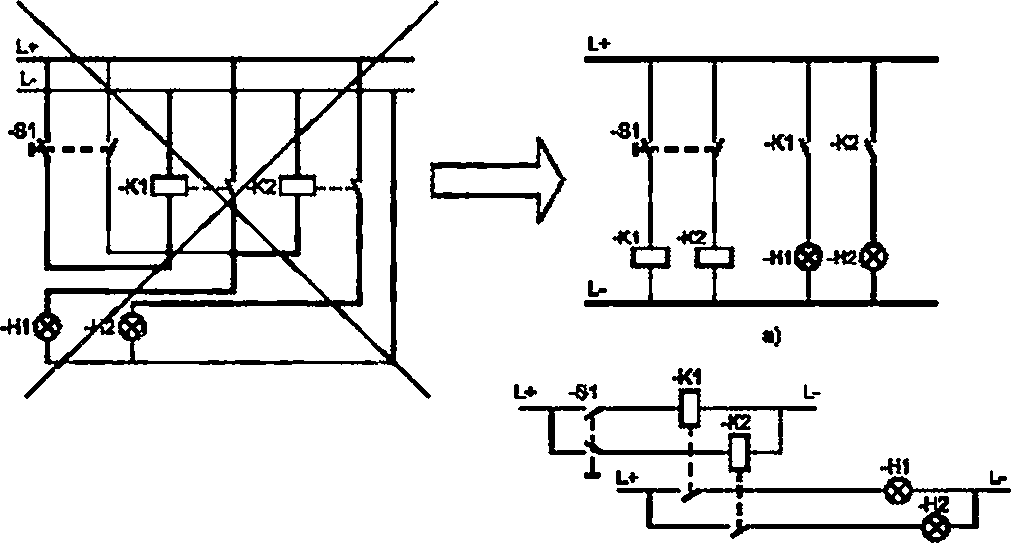 L+
L-
-S1
-K1
-K2
-H1
-H2
L+
-S1
-K1
-K2
-K1
-K2
-H1
-H2
L-
a)
L+
-S1
-K1
L-
-K2
L+
-H1
L-
-H2